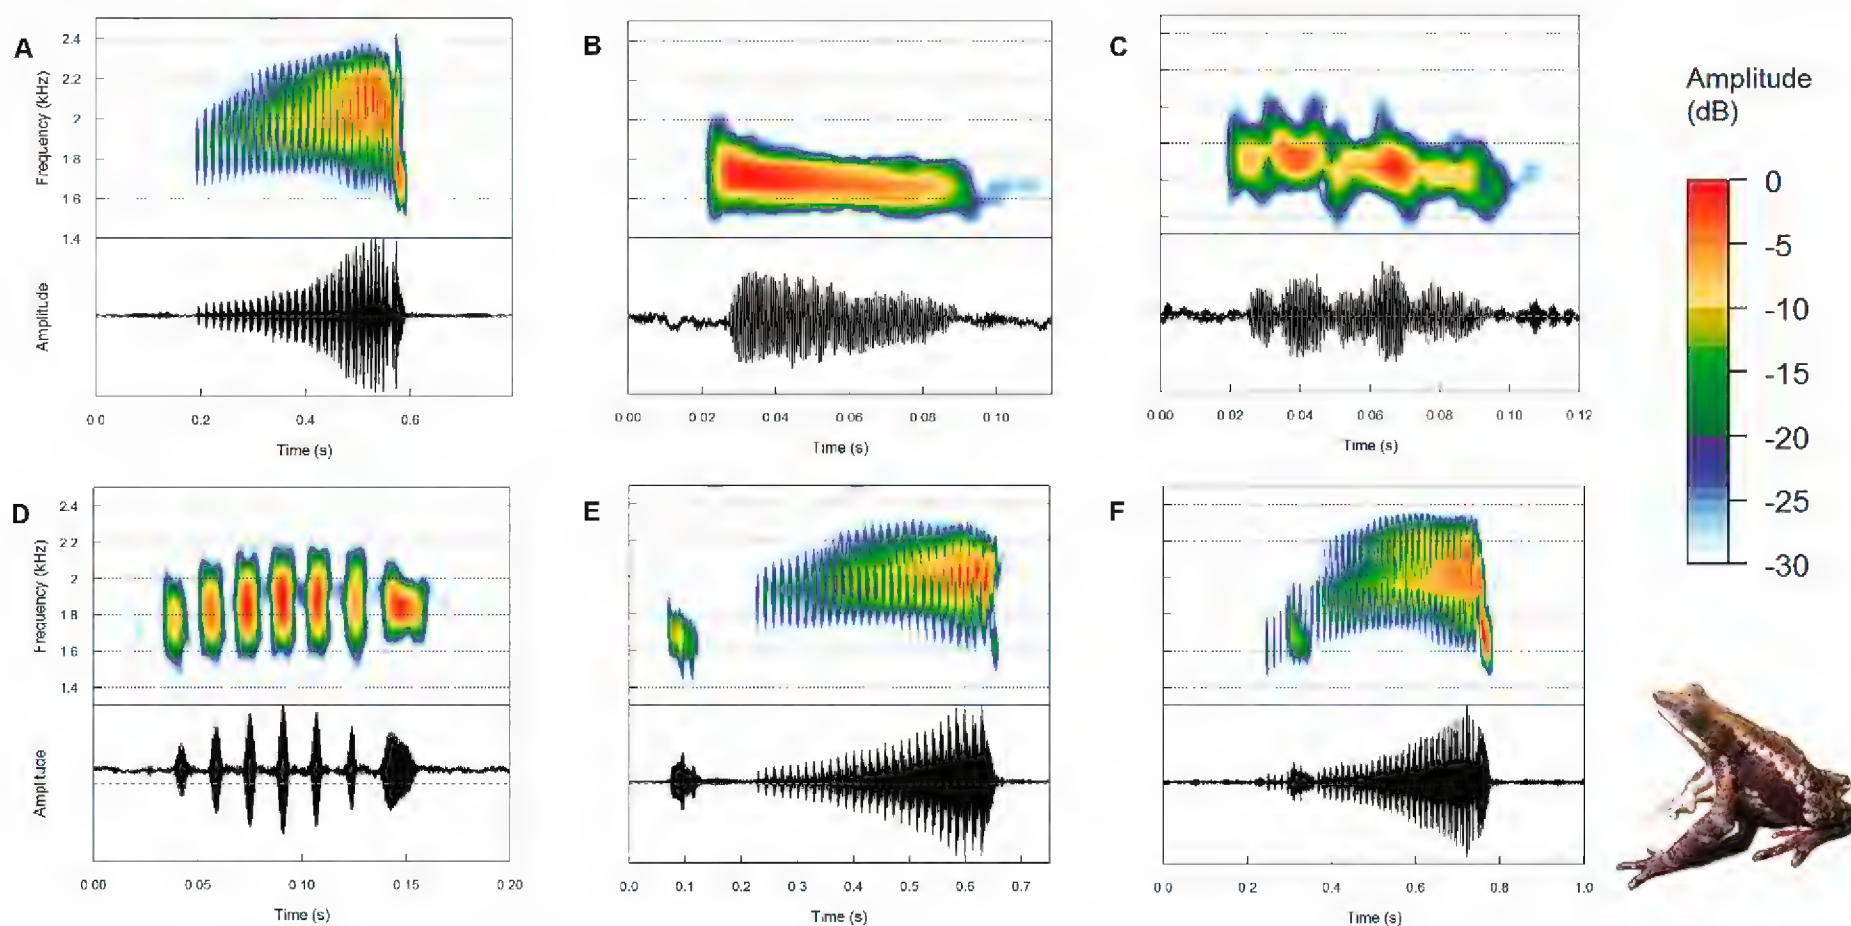 A
B
C
Amplitude
(dB)
2.4
2.2
2
1.8
1.6
1.4
Frequency (kHz)
Amplitude
0
-5
-10
-15
-20
-25
-30
0.0 0.2 0.4 0.6
0.00 0.02 0.04 0.06 0.08 0.10
0.00 0.02 0.04 0.06 0.08 0.10 0.12
Time (s)
Time (s)
Time (s)
D
E
F
2.4
2.2
2
1.8
1.6
1.4
Frequency (kHz)
Amplitude
0.00 0.05 0.10 0.15 0.20
0.0 0.1 0.2 0.3 0.4 0.5 0.6 0.7
0.0 0.2 0.4 0.6 0.8 1.0
Time (s)
Time (s)
Time (s)